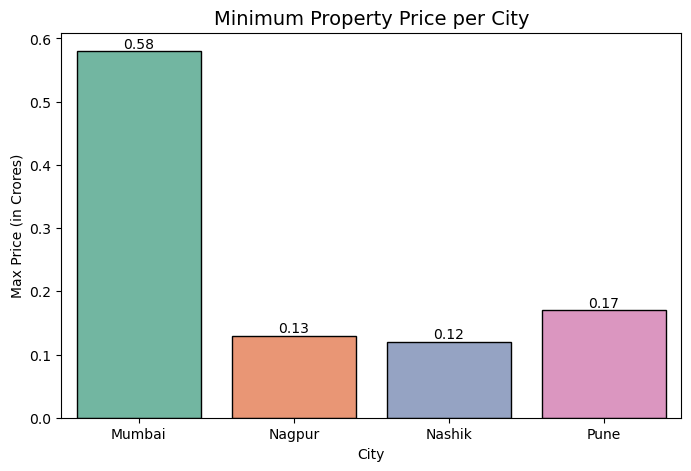 Minimum Property Price per City
Max Price (in Crores)
0.6
0.5
0.4
0.3
0.2
0.1
0.0
0.58
0.13
0.12
0.17
Mumbai
Nagpur
Nashik
Pune
City